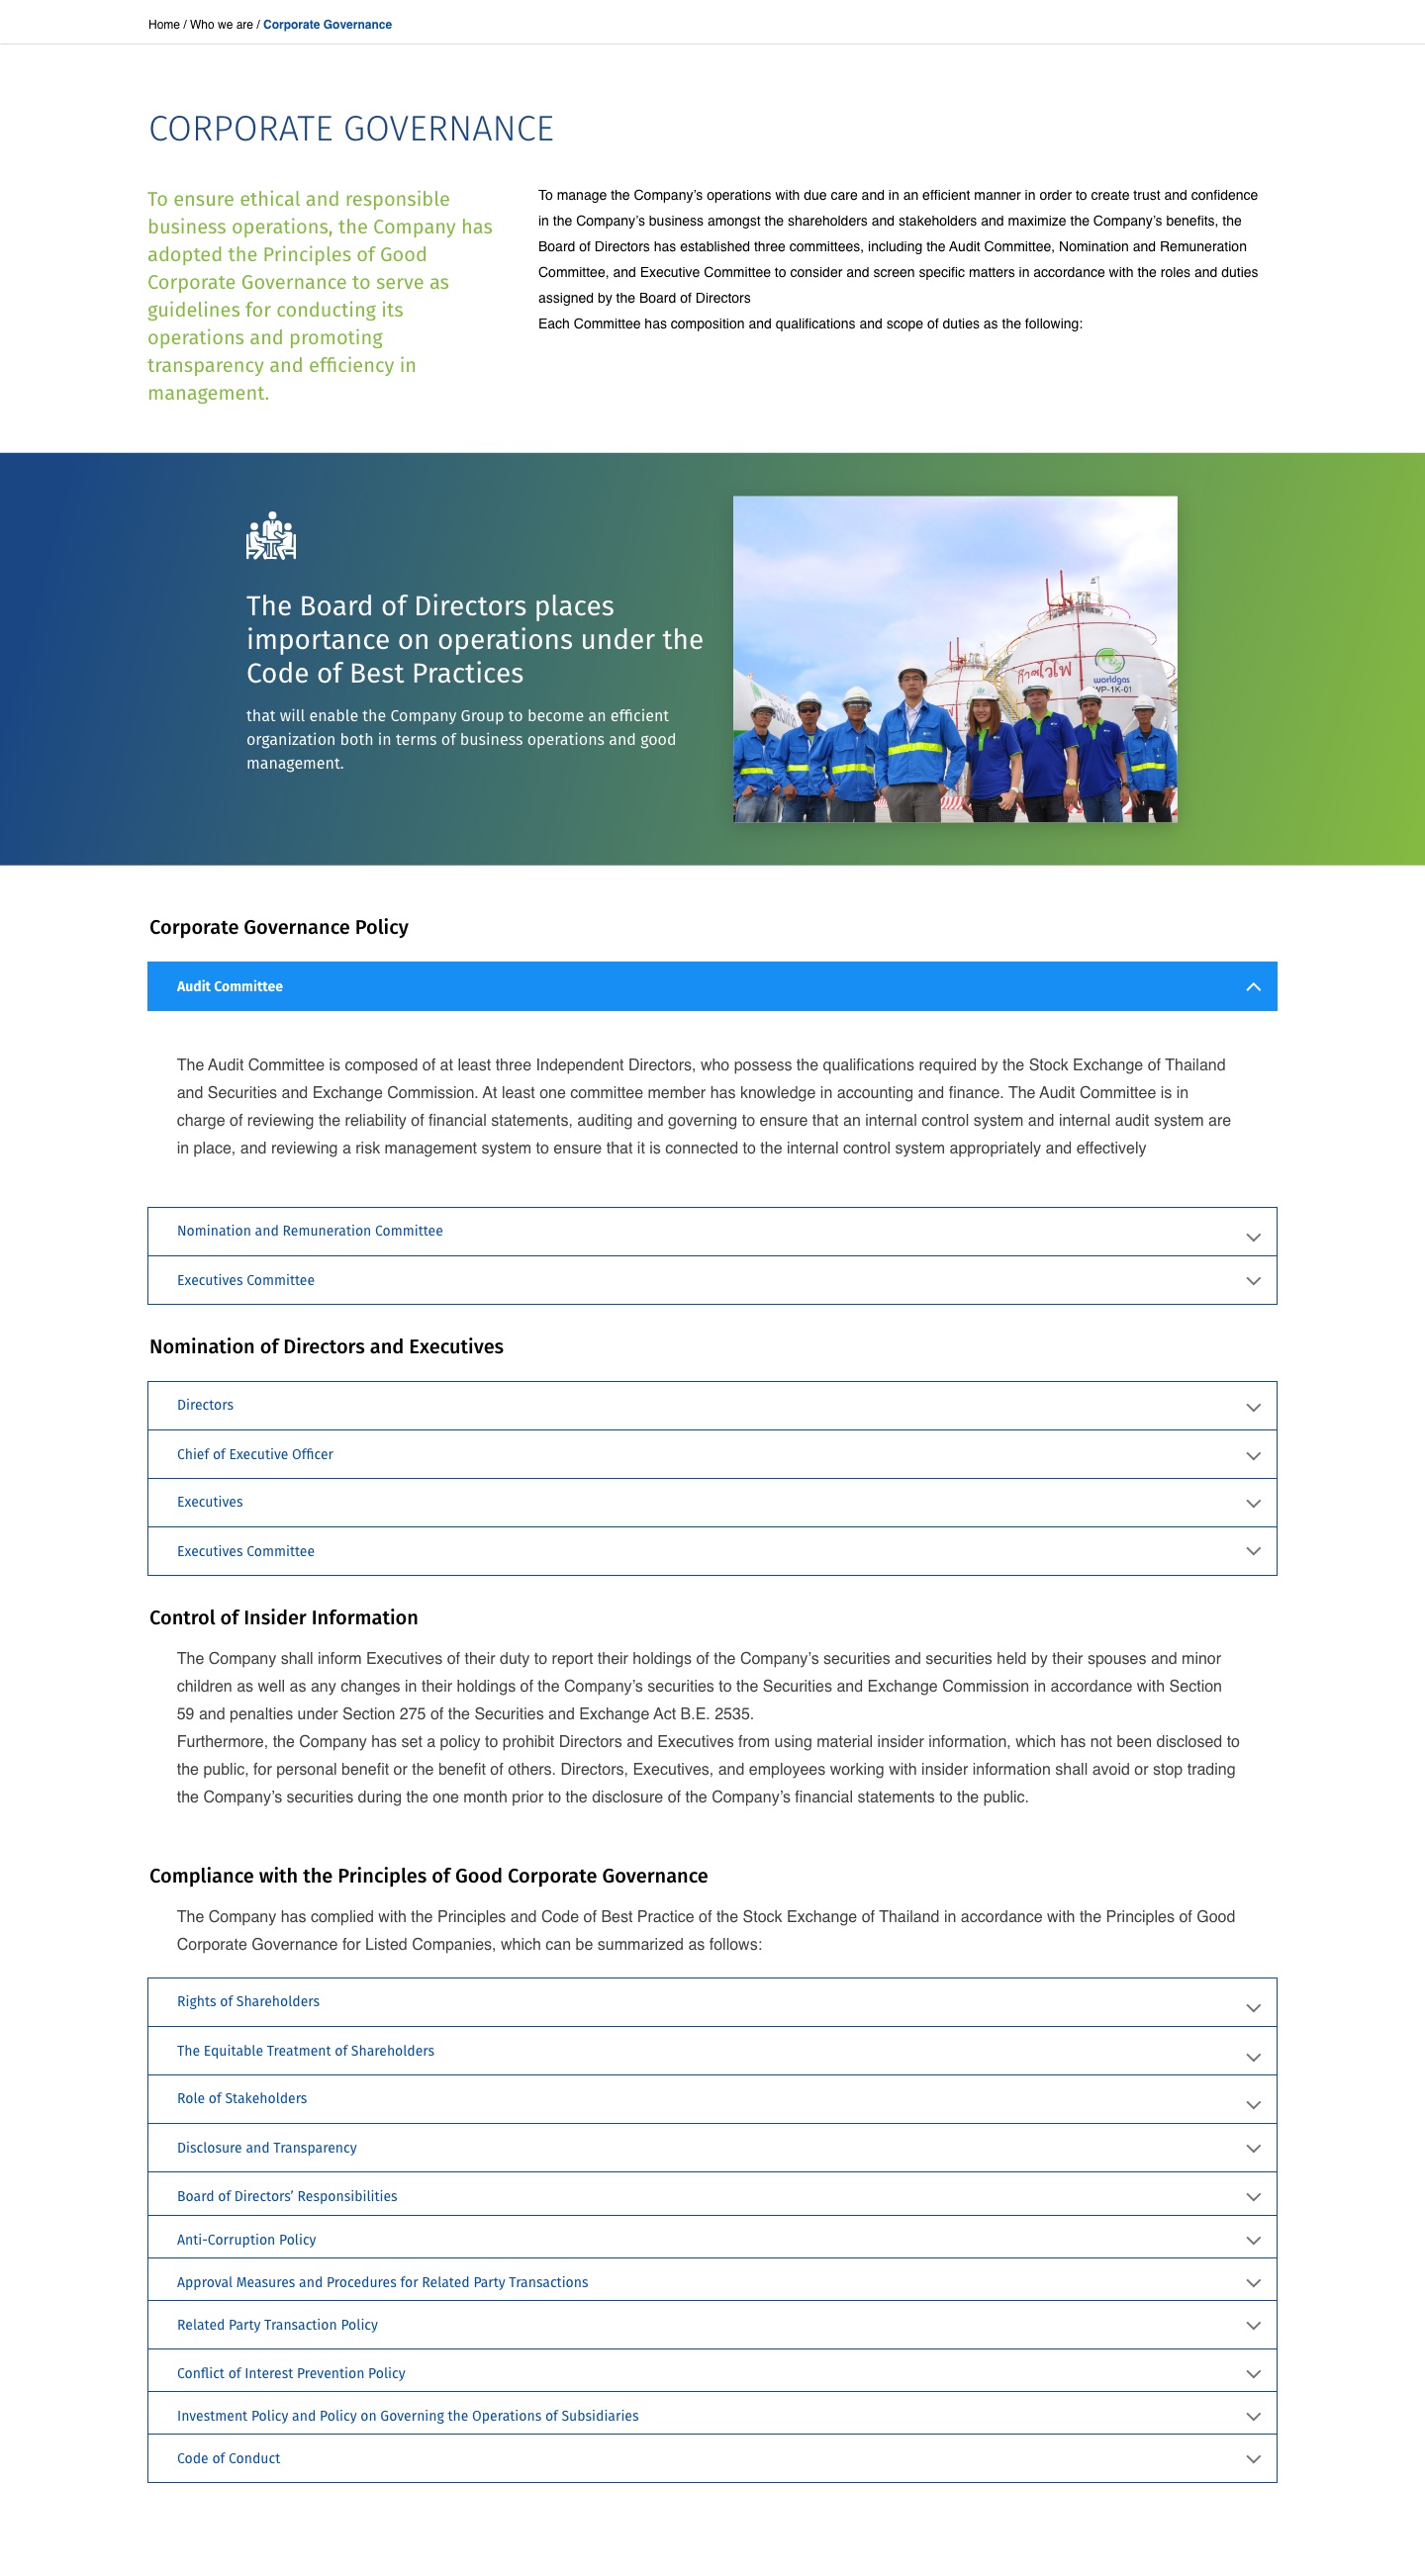 Home / Who we are / Corporate Governance
CORPORATE GOVERNANCE
To ensure ethical and responsible
business operations, the Company has
adopted the Principles of Good
Corporate Governance to serve as
guidelines for conducting its
operations and promoting
transparency and efficiency in
management.
To manage the Company’s operations with due care and in an efficient manner in order to create trust and confidence
in the Company’s business amongst the shareholders and stakeholders and maximize the Company’s benefits, the
Board of Directors has established three committees, including the Audit Committee, Nomination and Remuneration
Committee, and Executive Committee to consider and screen specific matters in accordance with the roles and duties
assigned by the Board of Directors
Each Committee has composition and qualifications and scope of duties as the following:
The Board of Directors places
importance on operations under the
Code of Best Practices
that will enable the Company Group to become an efficient
organization both in terms of business operations and good
management.
ก๊าซไวไฟ
worldgas
WP-1K-01
Corporate Governance Policy
Audit Committee
The Audit Committee is composed of at least three Independent Directors, who possess the qualifications required by the Stock Exchange of Thailand
and Securities and Exchange Commission. At least one committee member has knowledge in accounting and finance. The Audit Committee is in
charge of reviewing the reliability of financial statements, auditing and governing to ensure that an internal control system and internal audit system are
in place, and reviewing a risk management system to ensure that it is connected to the internal control system appropriately and effectively
Nomination and Remuneration Committee
Executives Committee
Nomination of Directors and Executives
Directors
Chief of Executive Officer
Executives
Executives Committee
Control of Insider Information
The Company shall inform Executives of their duty to report their holdings of the Company’s securities and securities held by their spouses and minor
children as well as any changes in their holdings of the Company’s securities to the Securities and Exchange Commission in accordance with Section
59 and penalties under Section 275 of the Securities and Exchange Act B.E. 2535.
Furthermore, the Company has set a policy to prohibit Directors and Executives from using material insider information, which has not been disclosed to
the public, for personal benefit or the benefit of others. Directors, Executives, and employees working with insider information shall avoid or stop trading
the Company’s securities during the one month prior to the disclosure of the Company’s financial statements to the public.
Compliance with the Principles of Good Corporate Governance
The Company has complied with the Principles and Code of Best Practice of the Stock Exchange of Thailand in accordance with the Principles of Good
Corporate Governance for Listed Companies, which can be summarized as follows:
Rights of Shareholders
The Equitable Treatment of Shareholders
Role of Stakeholders
Disclosure and Transparency
Board of Directors’ Responsibilities
Anti-Corruption Policy
Approval Measures and Procedures for Related Party Transactions
Related Party Transaction Policy
Conflict of Interest Prevention Policy
Investment Policy and Policy on Governing the Operations of Subsidiaries
Code of Conduct